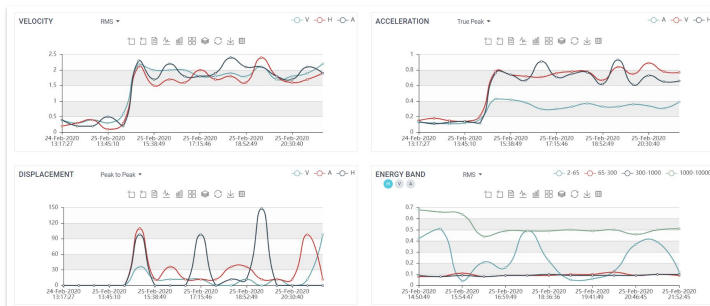 VELOCITY RMS V H A
2.5
2
1.5
1
0.5
0
24-Feb-2020 24-Feb-2020 25-Feb-2020 25-Feb-2020 25-Feb-2020 25-Feb-2020
13:17:27 13:45:10 15:38:49 17:15:46 18:52:49 20:30:40
ACCELERATION True Peak A V H
1
0.8
0.6
0.4
0.2
0
24-Feb-2020 24-Feb-2020 25-Feb-2020 25-Feb-2020 25-Feb-2020 25-Feb-2020
13:17:27 13:45:10 15:38:49 17:15:46 18:52:49 20:30:40
DISPLACEMENT Peak to Peak V A H
150
120
90
60
30
0
24-Feb-2020 24-Feb-2020 25-Feb-2020 25-Feb-2020 25-Feb-2020 25-Feb-2020
13:17:27 13:45:10 15:38:49 17:15:46 18:52:49 20:30:40
ENERGY BAND RMS 2-65 65-300 300-1000 1000-10000
H V A
0.7
0.6
0.5
0.4
0.3
0.2
0.1
0
25-Feb-2020 25-Feb-2020 25-Feb-2020 25-Feb-2020 25-Feb-2020 25-Feb-2020 25-Feb-2020
14:50:49 15:54:47 16:59:49 18:36:36 19:41:49 20:46:45 21:52:45